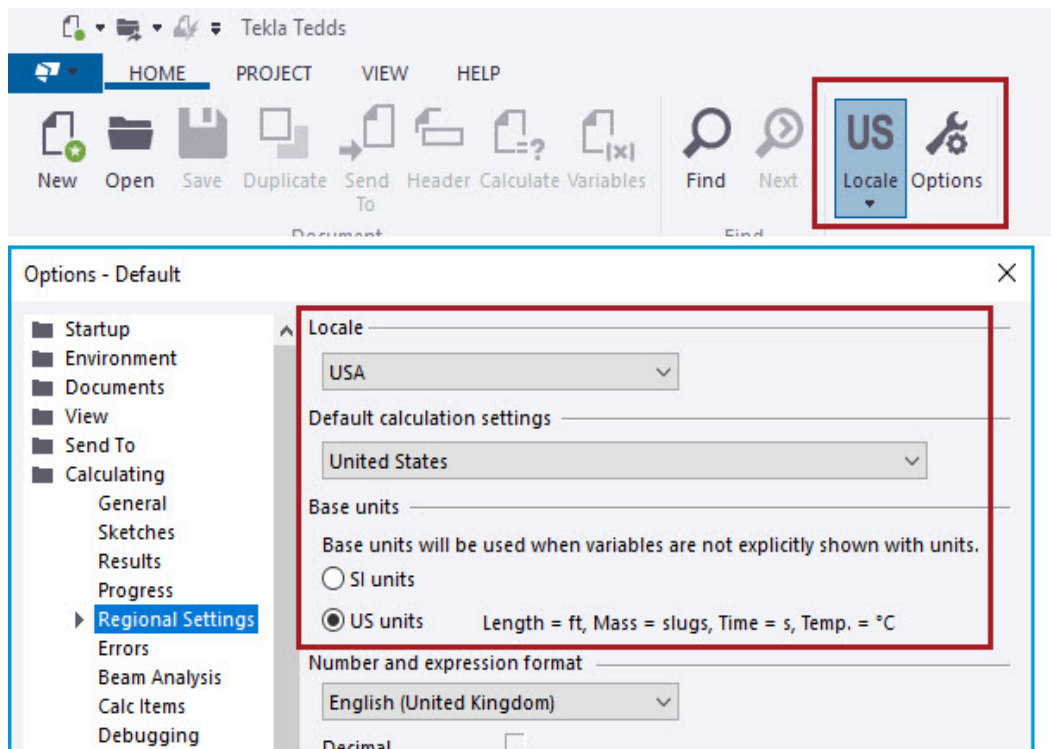 Tekla Tedds
HOME PROJECT VIEW HELP
US
New Open Save Duplicate Send To Header Calculate Variables Find Next Locale Options
Document Find
Options - Default
Startup
Environment
Documents
View
Send To
Calculating
General
Sketches
Results
Progress
Regional Settings
Errors
Beam Analysis
Calc Items
Debugging
Locale
USA
Default calculation settings
United States
Base units
Base units will be used when variables are not explicitly shown with units.
SI units
US units Length = ft, Mass = slugs, Time = s, Temp. = °C
Number and expression format
English (United Kingdom)
Decimal